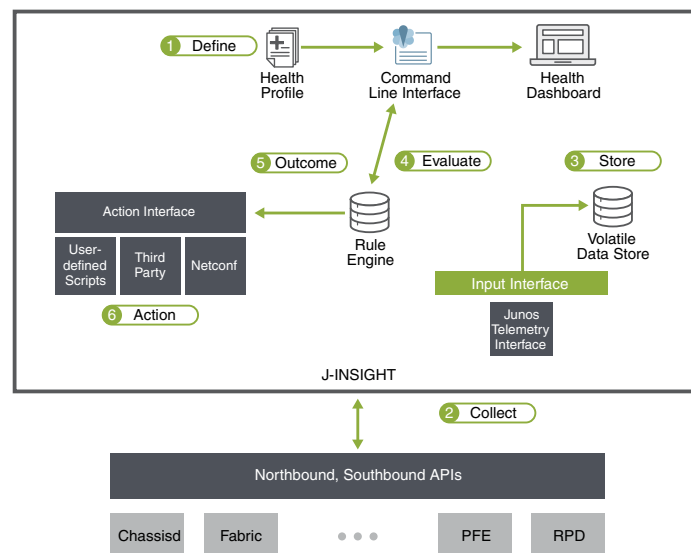 1 Define
Health
Profile
Command
Line Interface
Health
Dashboard
5 Outcome
4 Evaluate
3 Store
Action Interface
User-
defined
Scripts
Third
Party
Netconf
Rule
Engine
Volatile
Data Store
Input Interface
6 Action
Junos
Telemetry
Interface
J-INSIGHT
2 Collect
Northbound, Southbound APIs
Chassisd
Fabric
PFE
RPD